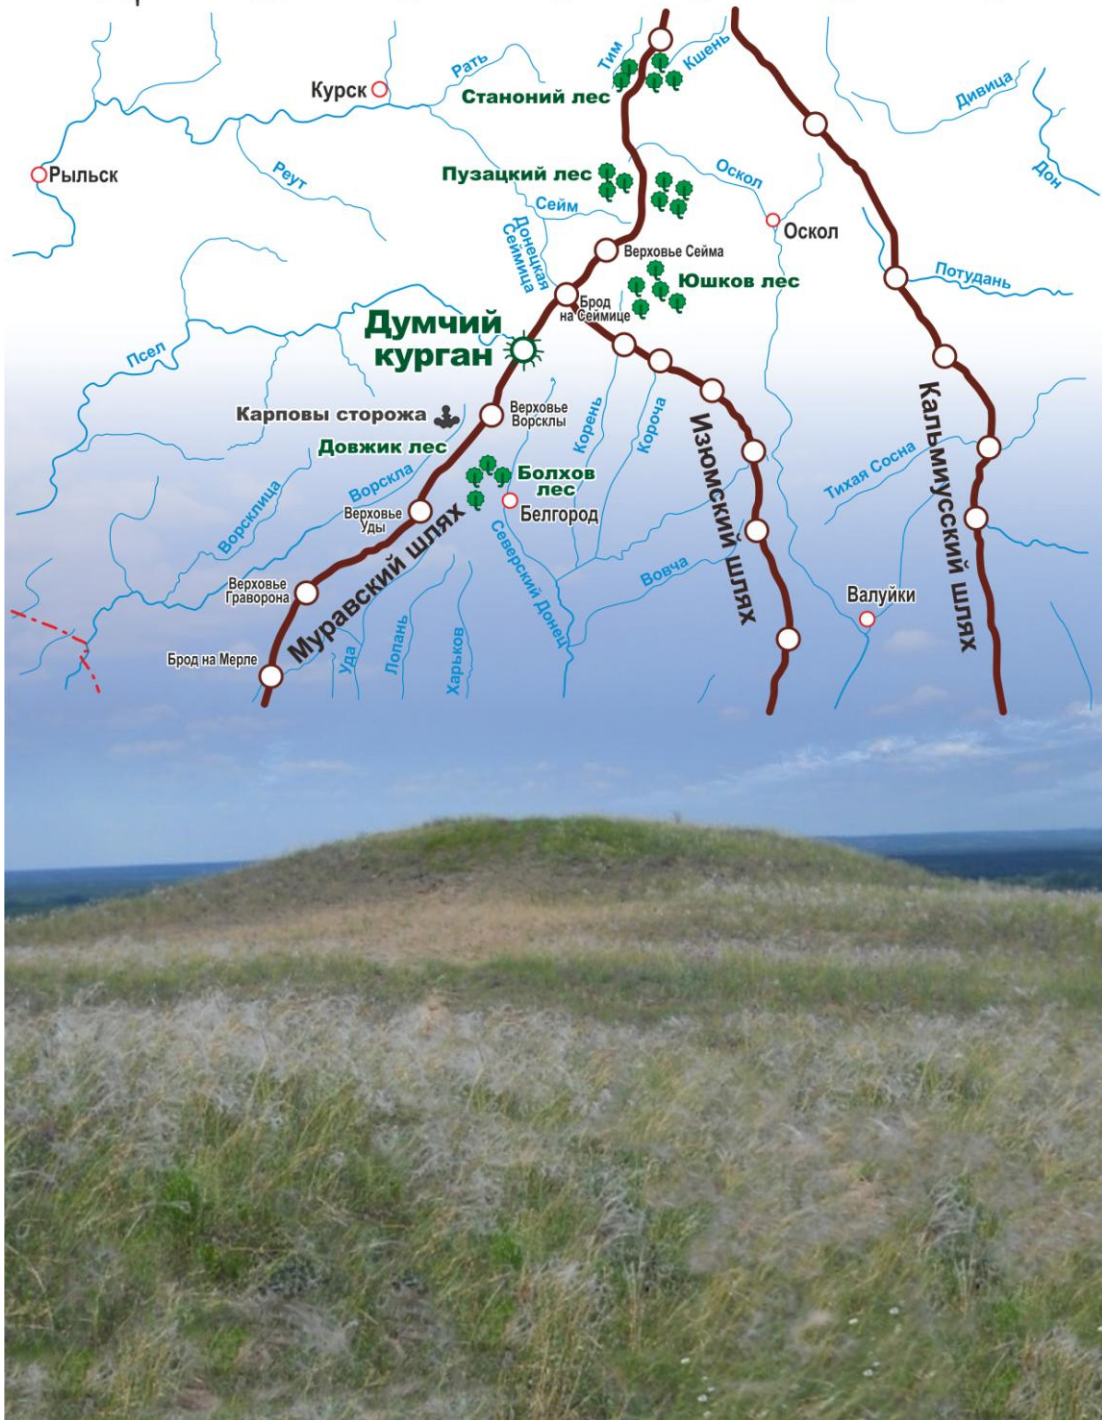 Тим
Кшень
Рать
Курск
Станоний лес
Дивица
Дон
Рыльск
Реут
Пузацкий лес
Оскол
Сейм
Оскол
Донецкая
Сеймица
Верховье Сейма
Юшков лес
Потудань
Брод
на Сеймице
Думчий
курган
Псел
Карповы сторожа
Верховье
Ворсклы
Довжик лес
Корень
Короча
Изюмский шлях
Кальмиусский шлях
Ворскла
Ворсклица
Болхов
лес
Белгород
Тихая Сосна
Верховье
Уды
Муравский шлях
Северский Донец
Вовча
Верховье
Граворона
Валуйки
Брод на Мерле
Уда
Лопань
Харьков